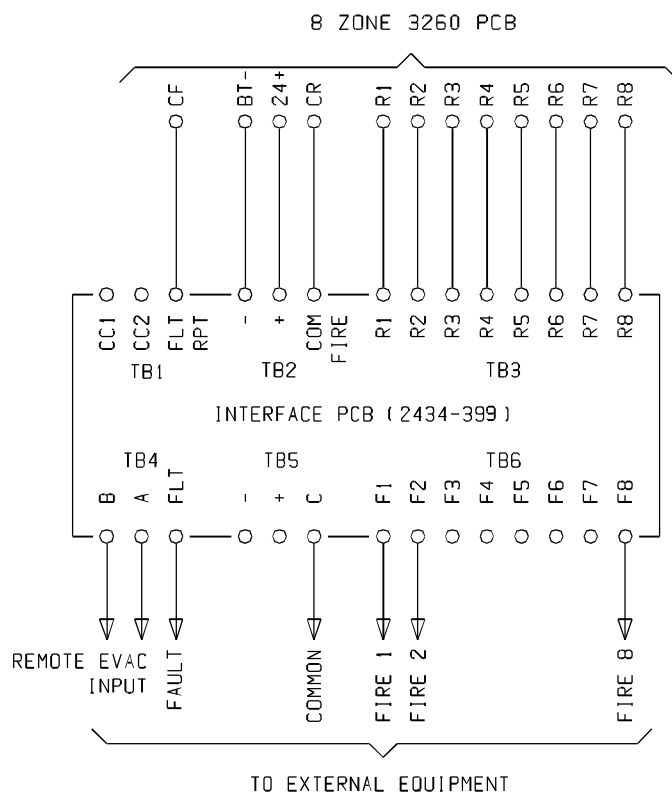 8 ZONE 3260 PCB
CF BT- 24+ CR R1 R2 R3 R4 R5 R6 R7 R8
CC1 CC2 FLT RPT - + COM FIRE R1 R2 R3 R4 R5 R6 R7 R8
TB1 TB2 TB3
INTERFACE PCB (2434-399)
TB4 TB5 TB6
B A FLT - + C F1 F2 F3 F4 F5 F6 F7 F8
REMOTE EVAC
INPUT
FAULT COMMON FIRE 1 FIRE 2 FIRE 8
TO EXTERNAL EQUIPMENT